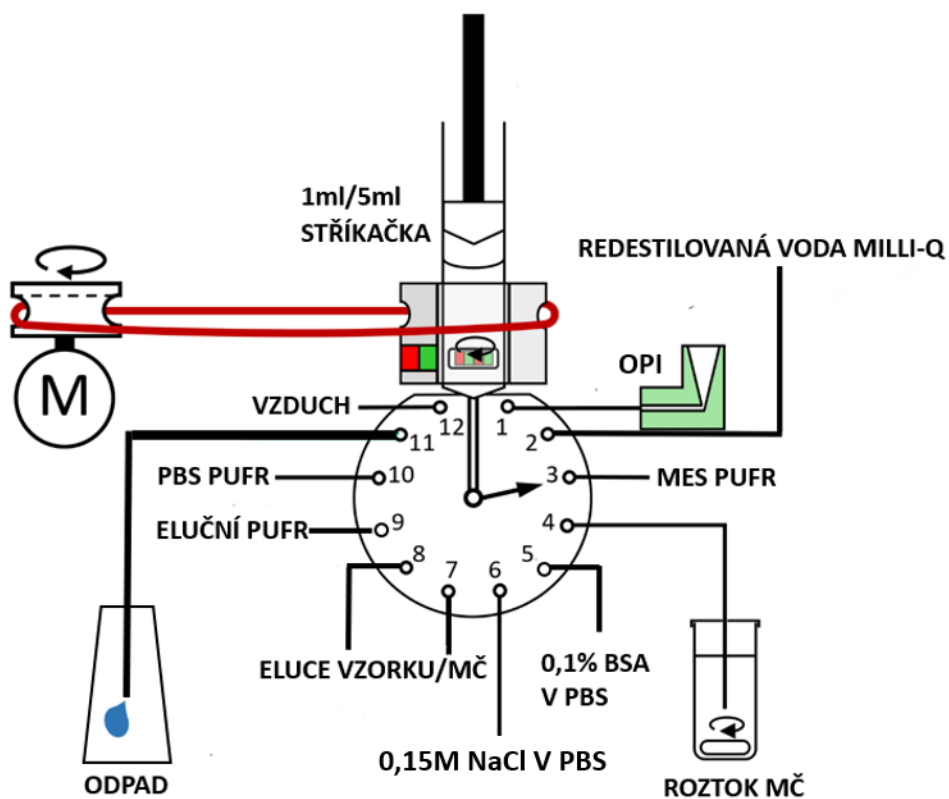 1ml/5ml
STŘÍKAČKA
REDESTILOVANÁ VODA MILLI-Q
OPI
M
VZDUCH
12
1
11
2
PBS PUFR
10
3
MES PUFR
ELUČNÍ PUFR
9
4
8
7
6
5
ELUCE VZORKU/MČ
0,1% BSA
V PBS
0,15M NaCl V PBS
ODPAD
ROZTOK MČ